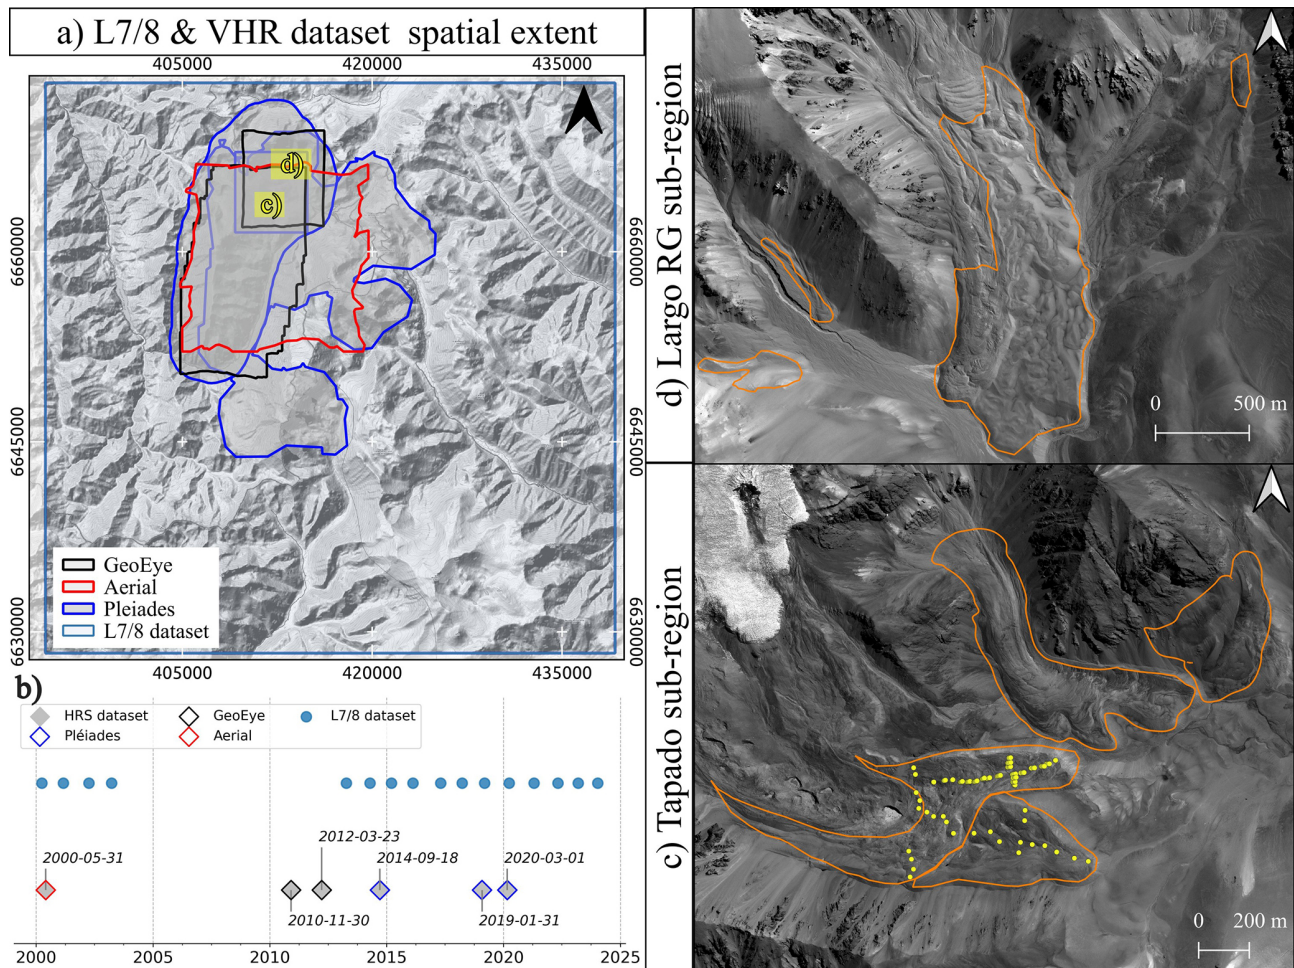 a) L7/8 & VHR dataset spatial extent
405000
420000
435000
6660000
6645000
6630000
6660000
6645000
6630000
d)
c)
GeoEye
Aerial
Pleiades
L7/8 dataset
405000
420000
435000
b)
HRS dataset
GeoEye
L7/8 dataset
Pléiades
Aerial
2012-03-23
2000-05-31
2014-09-18
2020-03-01
2010-11-30
2019-01-31
2000
2005
2010
2015
2020
2025
d) Largo RG sub-region
0
500 m
c) Tapado sub-region
0
200 m